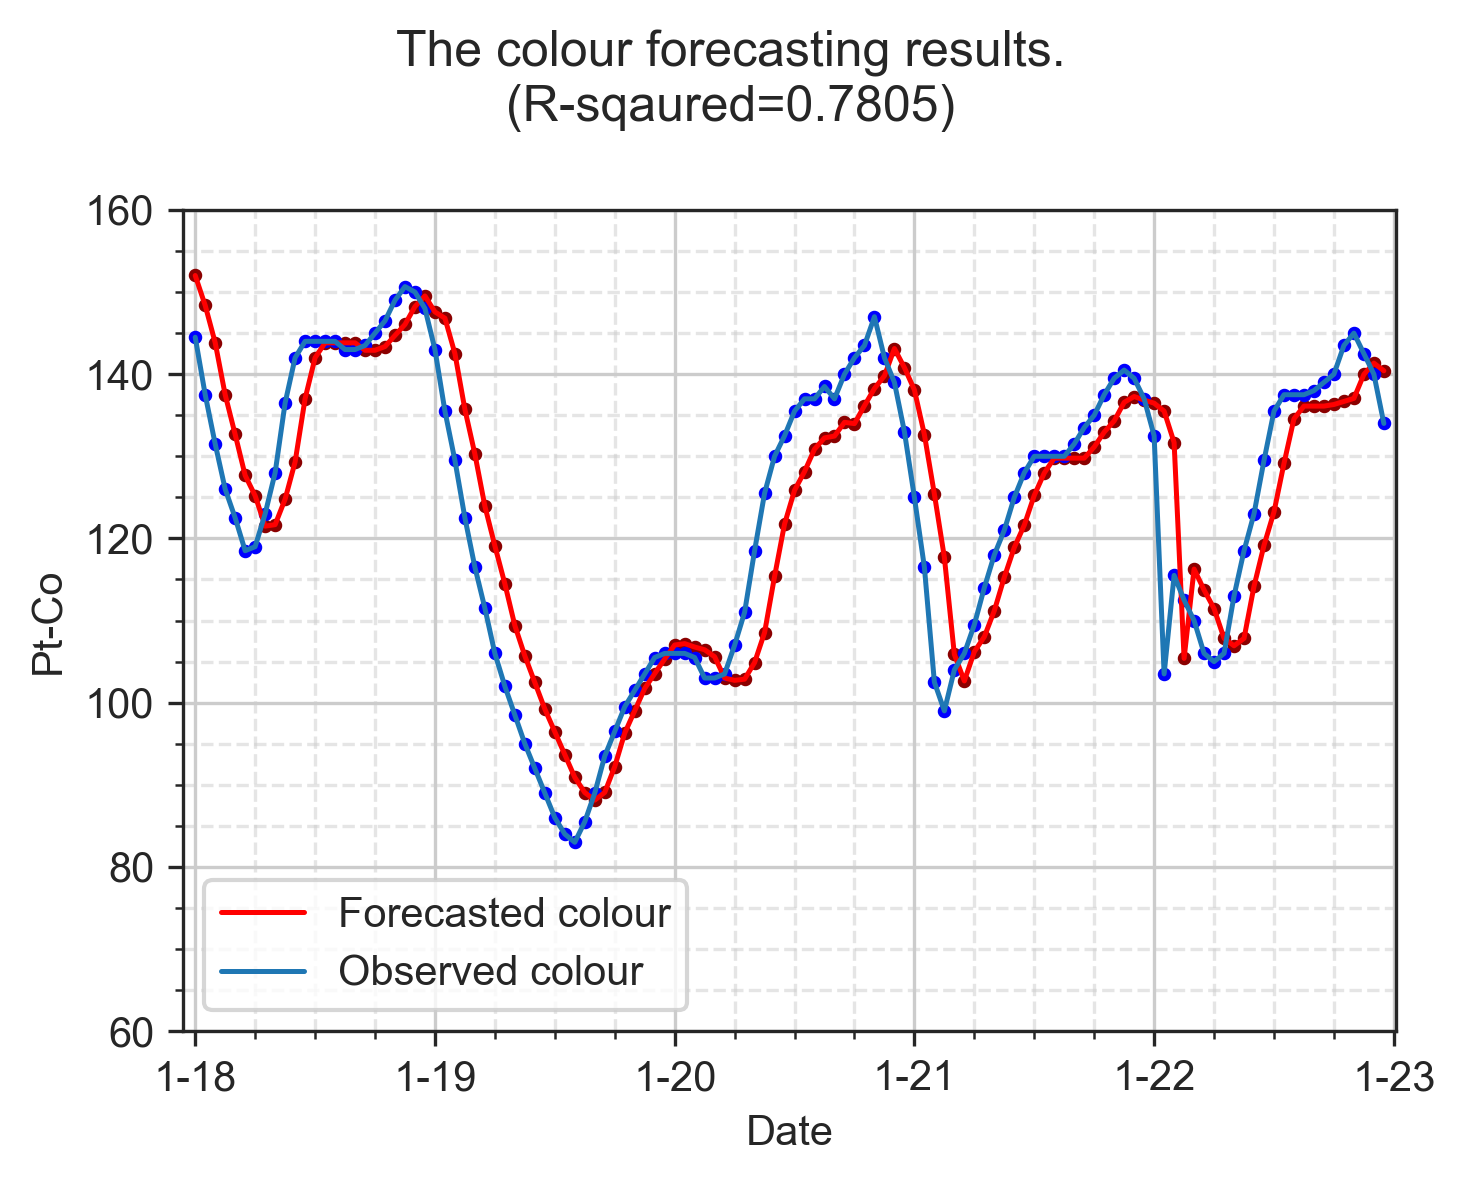 The colour forecasting results.
(R-sqaured=0.7805)
160
140
120
100
80
60
Pt-Co
Forecasted colour
Observed colour
1-18 1-19 1-20 1-21 1-22 1-23
Date